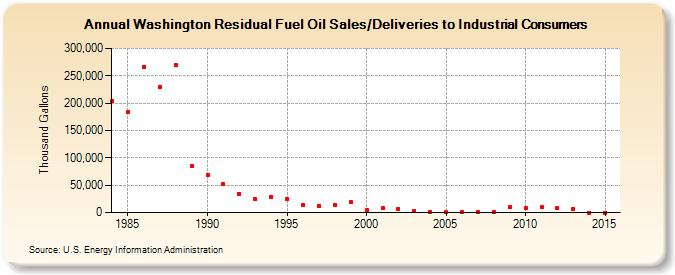 Annual Washington Residual Fuel Oil Sales/Deliveries to Industrial Consumers
Thousand Gallons
300,000
250,000
200,000
150,000
100,000
50,000
0
1985 1990 1995 2000 2005 2010 2015
Source: U.S. Energy Information Administration